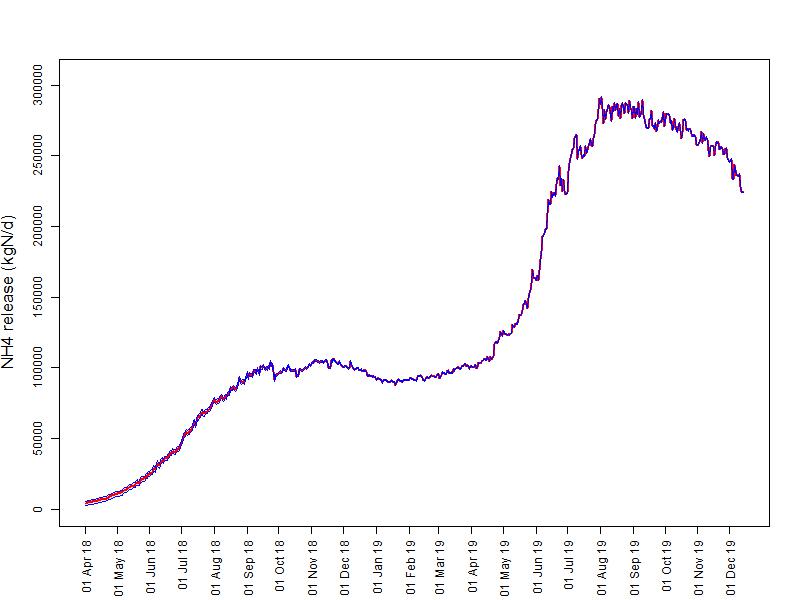 NH4 release (kgN/d)
300000
250000
200000
150000
100000
50000
0
01 Apr 18
01 May 18
01 Jun 18
01 Jul 18
01 Aug 18
01 Sep 18
01 Oct 18
01 Nov 18
01 Dec 18
01 Jan 19
01 Feb 19
01 Mar 19
01 Apr 19
01 May 19
01 Jun 19
01 Jul 19
01 Aug 19
01 Sep 19
01 Oct 19
01 Nov 19
01 Dec 19